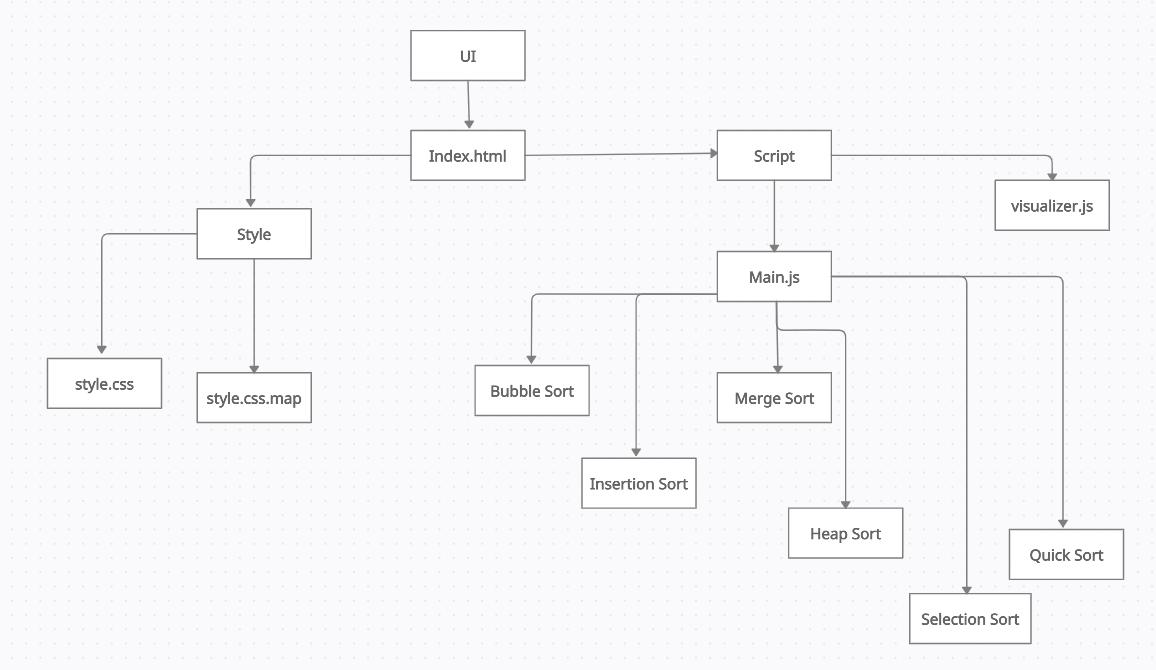 UI
Index.html
Script
visualizer.js
Style
Main.js
style.css
style.css.map
Bubble Sort
Merge Sort
Insertion Sort
Heap Sort
Quick Sort
Selection Sort